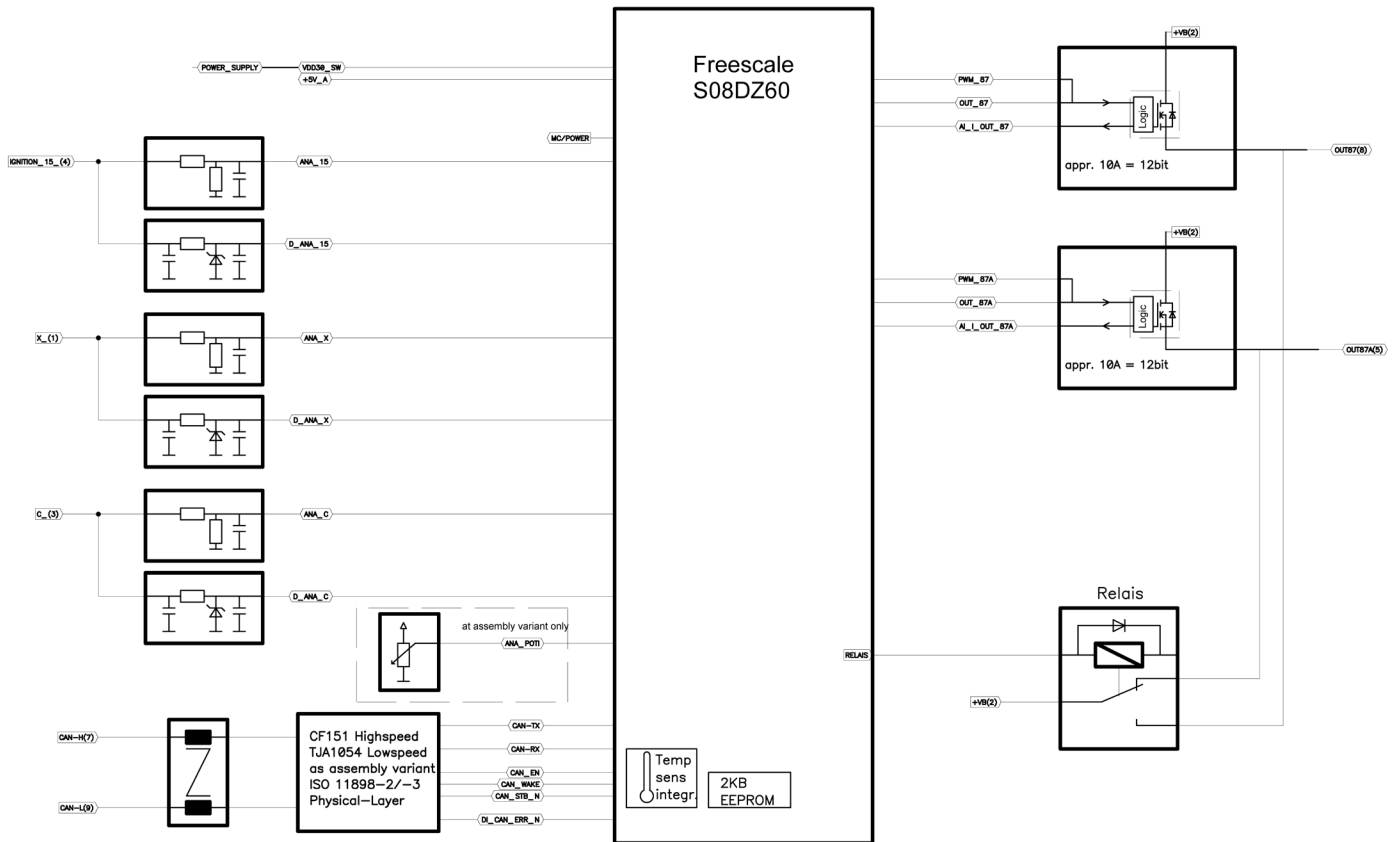 Freescale
S08DZ60
POWER_SUPPLY
VDD30_SW
+5V_A
MC/POWER
IGNITION_15_(4)
ANA_15
D_ANA_15
X_(1)
ANA_X
D_ANA_X
C_(3)
ANA_C
D_ANA_C
at assembly variant only
ANA_POTI
CAN-H(7)
CAN-L(9)
CF151 Highspeed
TJA1054 Lowspeed
as assembly variant
ISO 11898-2/-3
Physical-Layer
CAN-TX
CAN-RX
CAN_EN
CAN_WAKE
CAN_STB_N
DI_CAN_ERR_N
Temp
sens
integr.
2KB
EEPROM
+VB(2)
PWM_87
OUT_87
AI_I_OUT_87
Logic
appr. 10A = 12bit
OUT87(8)
+VB(2)
PWM_87A
OUT_87A
AI_I_OUT_87A
Logic
appr. 10A = 12bit
OUT87A(5)
Relais
RELAIS
+VB(2)